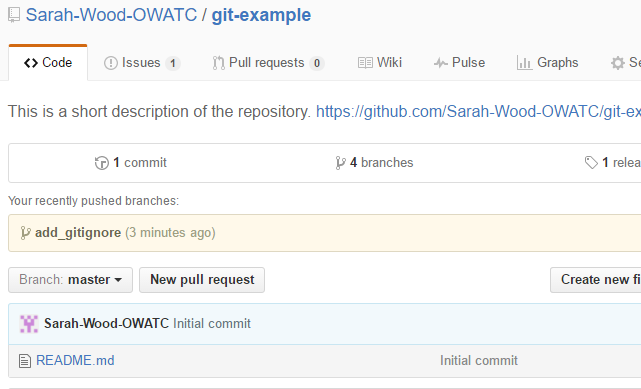 Sarah-Wood-OWATC / git-example
Code Issues 1 Pull requests 0 Wiki Pulse Graphs Se
This is a short description of the repository. https://github.com/Sarah-Wood-OWATC/git-ex
1 commit 4 branches 1 relea
Your recently pushed branches:
add_gitignore (3 minutes ago)
Branch: master New pull request Create new fi
Sarah-Wood-OWATC Initial commit
README.md Initial commit